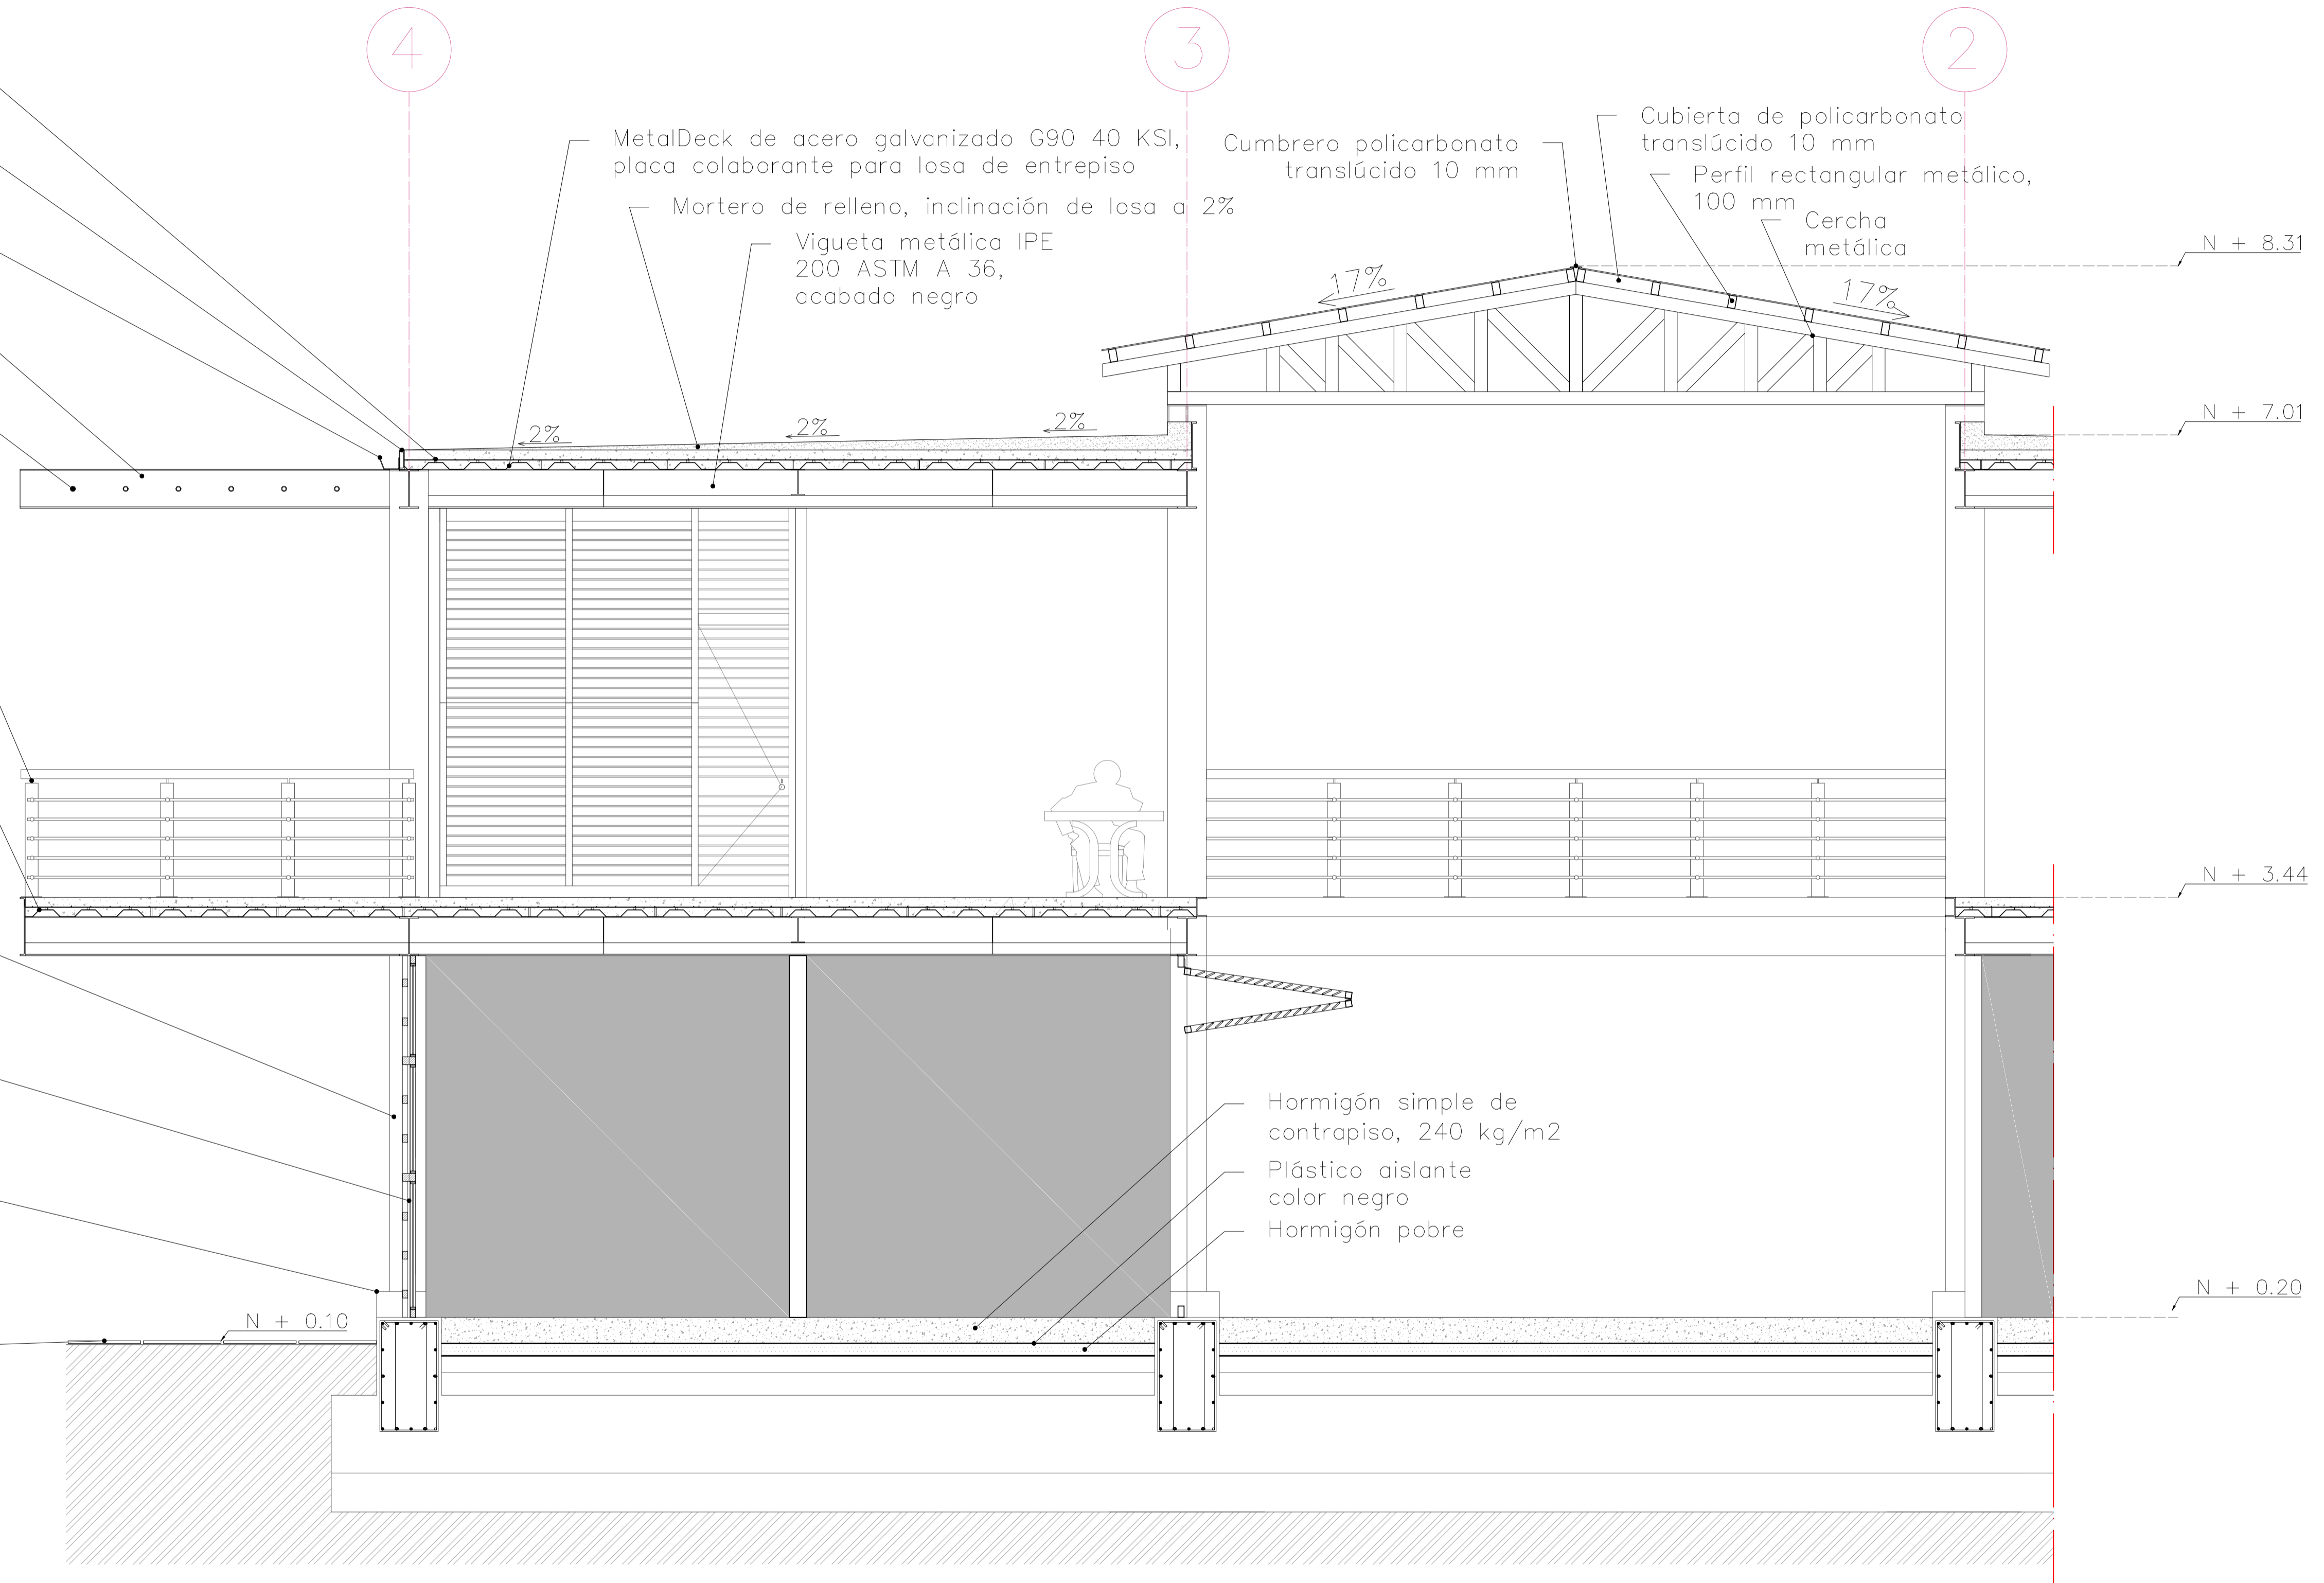 4
3
2
MetalDeck de acero galvanizado G90 40 KSI,
placa colaborante para losa de entrepiso
Mortero de relleno, inclinación de losa a 2%
Vigueta metálica IPE
200 ASTM A 36,
acabado negro
Cumbrero policarbonato
translúcido 10 mm
Cubierta de policarbonato
translúcido 10 mm
Perfil rectangular metálico,
100 mm
Cercha
metálica
N + 8.31
17%
17%
N + 7.01
2%
2%
2%
N + 3.44
Hormigón simple de
contrapiso, 240 kg/m2
Plástico aislante
color negro
Hormigón pobre
N + 0.20
N + 0.10